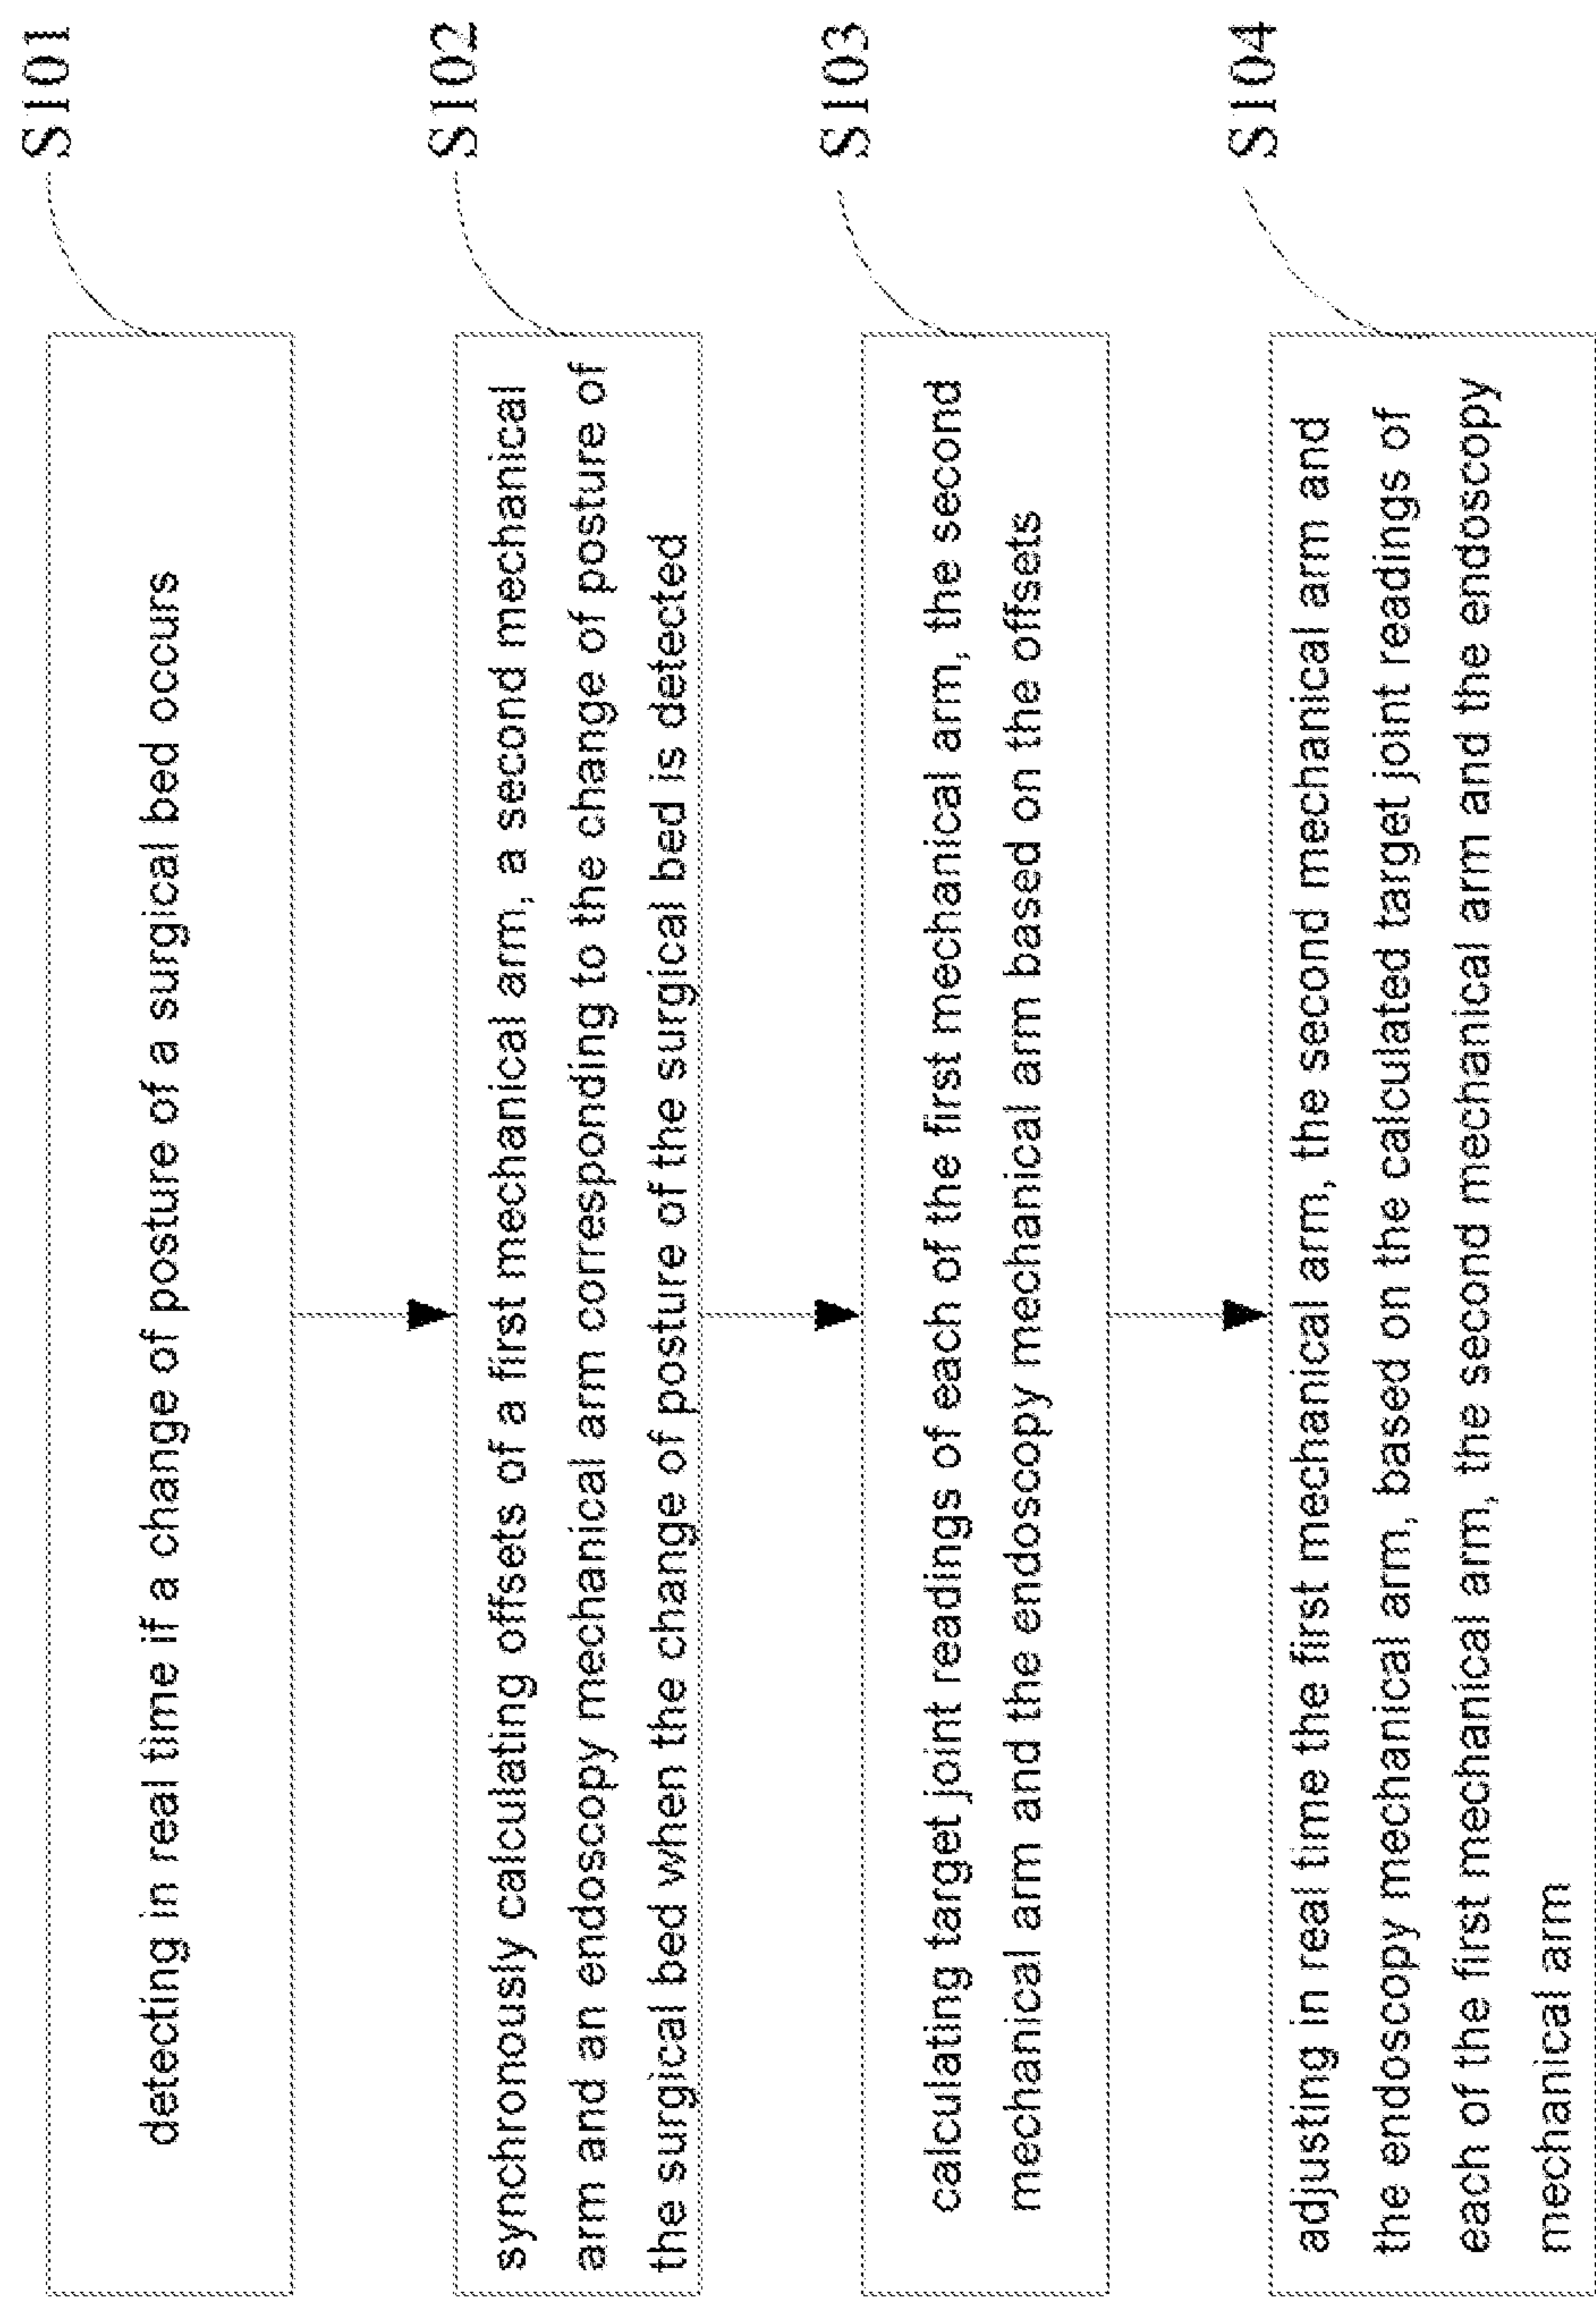 S101
detecting in real time if a change of posture of a surgical bed occurs
S102
synchronously calculating offsets of a first mechanical arm, a second mechanical
arm and an endoscopy mechanical arm corresponding to the change of posture of
the surgical bed when the change of posture of the surgical bed is detected
S103
calculating target joint readings of each of the first mechanical arm, the second
mechanical arm and the endoscopy mechanical arm based on the offsets
S104
adjusting in real time the first mechanical arm, the second mechanical arm and
the endoscopy mechanical arm, based on the calculated target joint readings of
each of the first mechanical arm, the second mechanical arm and the endoscopy
mechanical arm